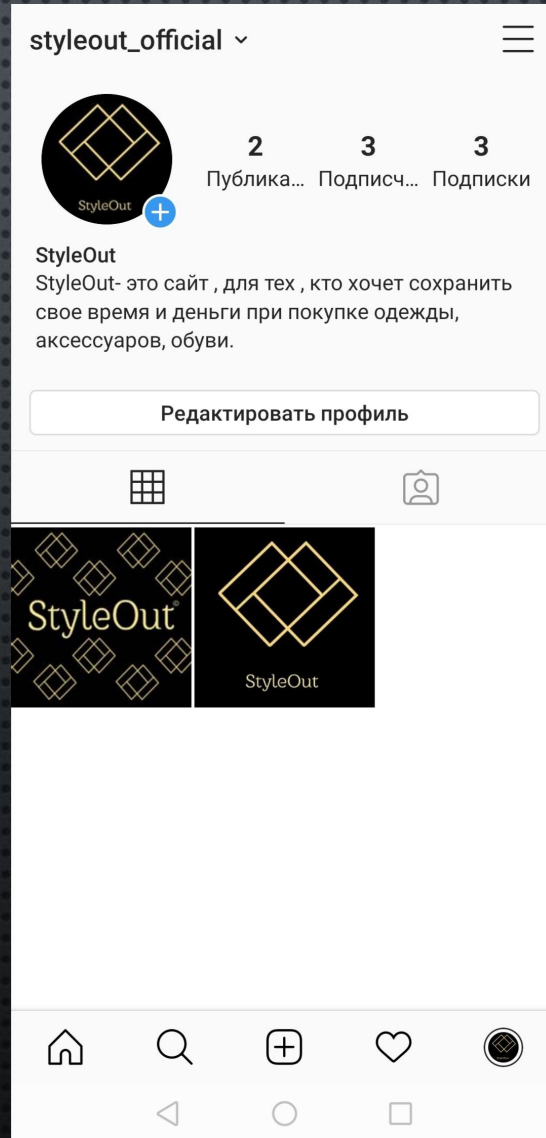 styleout_official
2 3 3
Публика... Подписч... Подписки
StyleOut
StyleOut
StyleOut- это сайт , для тех , кто хочет сохранить
свое время и деньги при покупке одежды,
аксессуаров, обуви.
Редактировать профиль
StyleOut©
StyleOut